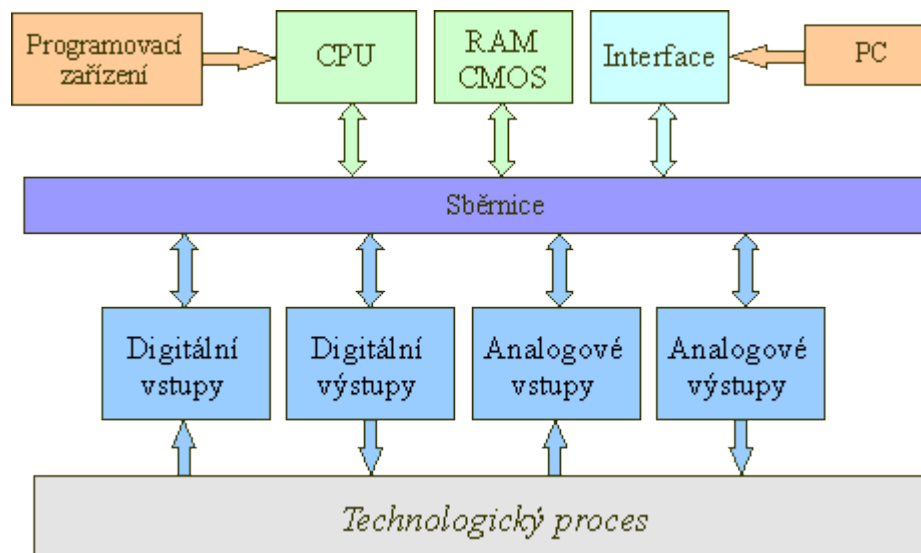 Programovací
zařízení
CPU
RAM
CMOS
Interface
PC
Sběrnice
Digitální
vstupy
Digitální
výstupy
Analogové
vstupy
Analogové
výstupy
Technologický proces